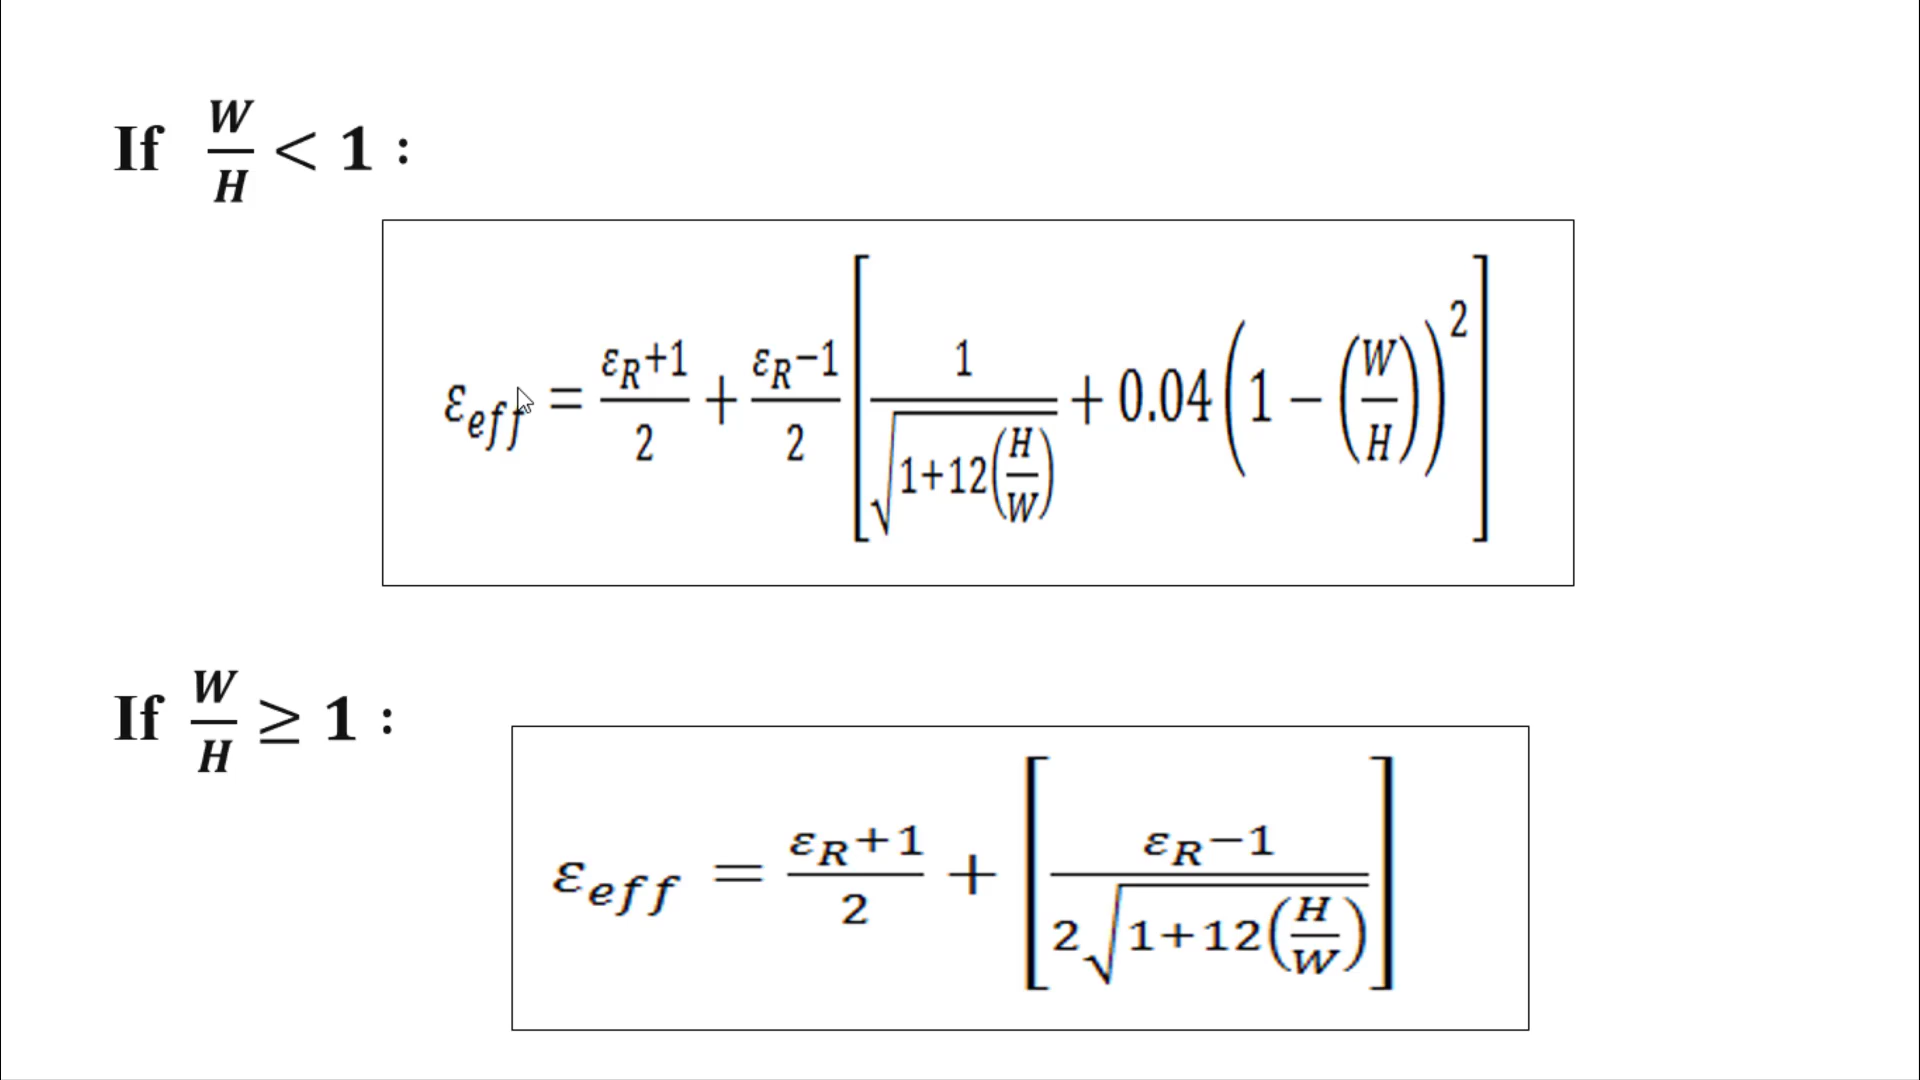 If W/H < 1 :
ε_eff = (ε_R+1)/2 + (ε_R−1)/2 [ 1/√(1+12(H/W)) + 0.04 (1 − (W/H))^2 ]
If W/H ≥ 1 :
ε_eff = (ε_R+1)/2 + [ (ε_R−1)/(2√(1+12(H/W))) ]